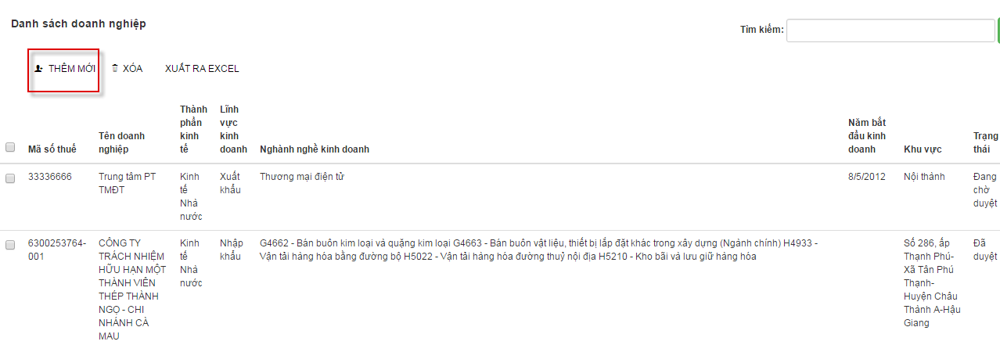 Danh sách doanh nghiệp
Tìm kiếm:
THÊM MỚI XÓA XUẤT RA EXCEL
Mã số thuế
Tên doanh
nghiệp
Thành
phần
kinh
tế
Lĩnh
vực
kinh
doanh
Nghành nghề kinh doanh
Năm bắt
đầu kinh
doanh
Khu vực
Trạng
thái
33336666
Trung tâm PT
TMĐT
Kinh
tế
Nhà
nước
Xuất
khẩu
Thương mại điện tử
8/5/2012
Nội thành
Đang
chờ
duyệt
6300253764-
001
CÔNG TY
TRÁCH NHIỆM
HỮU HẠN MỘT
THÀNH VIÊN
THÉP THÀNH
NGỌ - CHI
NHÁNH CÀ
MAU
Kinh
tế
Nhà
nước
Nhập
khẩu
G4662 - Bán buôn kim loại và quặng kim loại G4663 - Bán buôn vật liệu, thiết bị lắp đặt khác trong xây dựng (Ngành chính) H4933 -
Vận tải hàng hóa bằng đường bộ H5022 - Vận tải hàng hóa đường thuỷ nội địa H5210 - Kho bãi và lưu giữ hàng hóa
Số 286, ấp
Thạnh Phú-
Xã Tân Phú
Thạnh-
Huyện Châu
Thành A-Hậu
Giang
Đã
duyệt